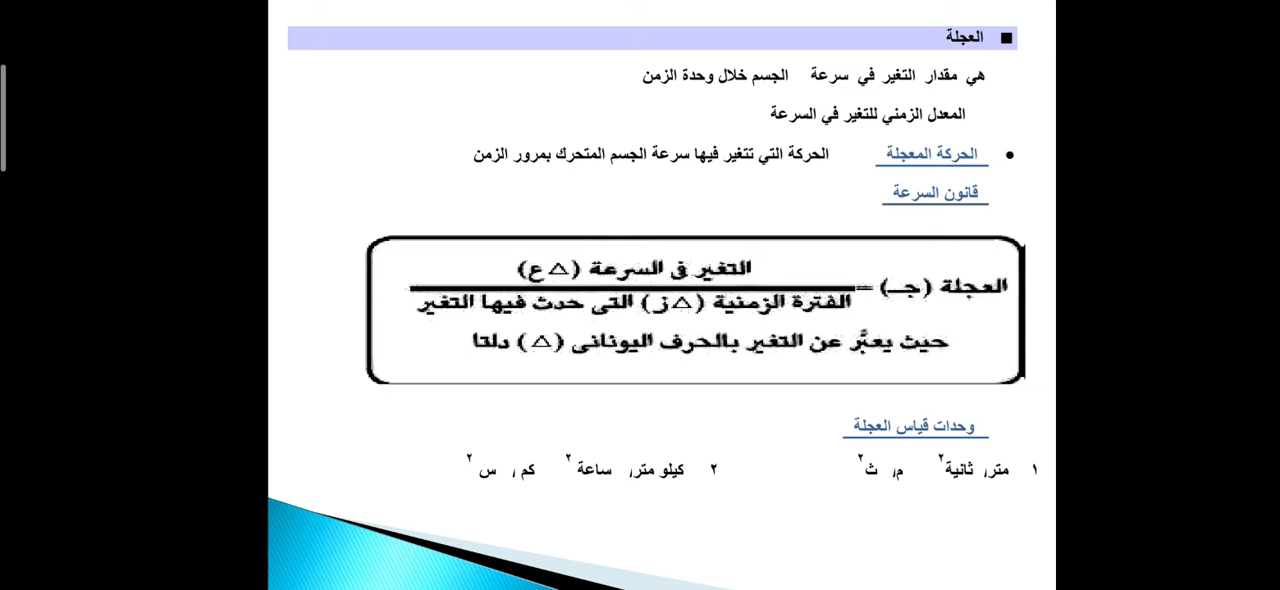 ■ العجلة
هي مقدار التغير في سرعة الجسم خلال وحدة الزمن
المعدل الزمني للتغير في السرعة
• الحركة المعجلة الحركة التي تتغير فيها سرعة الجسم المتحرك بمرور الزمن
قانون السرعة
العجلة (جـ) =
التغير فى السرعة (△ ع)
الفترة الزمنية (△ ز) التى حدث فيها التغير
حيث يعبَّر عن التغير بالحرف اليونانى (△) دلتا
وحدات قياس العجلة
١ متر، ثانية٢ م، ث٢ ٢ كيلو متر، ساعة٢ كم ، س٢